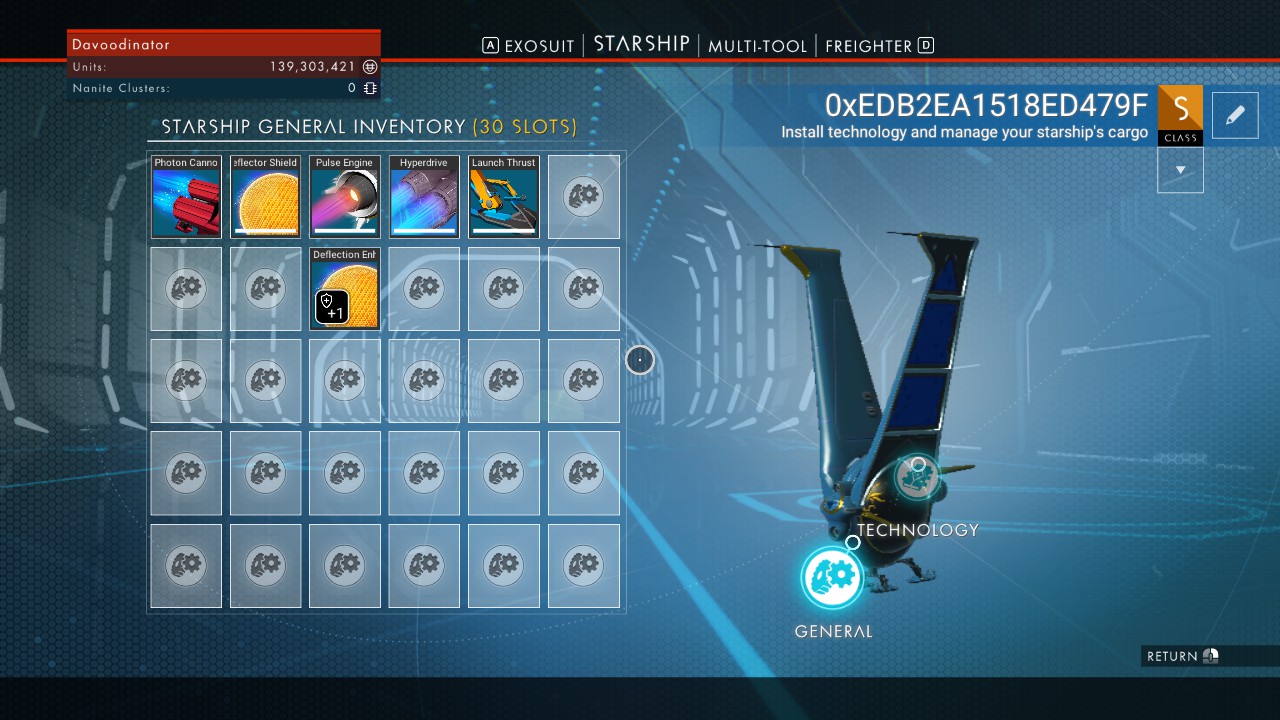 Davoodinator
Units: 139,303,421
Nanite Clusters: 0
A EXOSUIT STARSHIP MULTI-TOOL FREIGHTER D
0xEDB2EA1518ED479F
Install technology and manage your starship's cargo
S
CLASS
STARSHIP GENERAL INVENTORY (30 SLOTS)
Photon Canno eflector Shield Pulse Engine Hyperdrive Launch Thrust
Deflection Enh
+1
TECHNOLOGY
GENERAL
RETURN